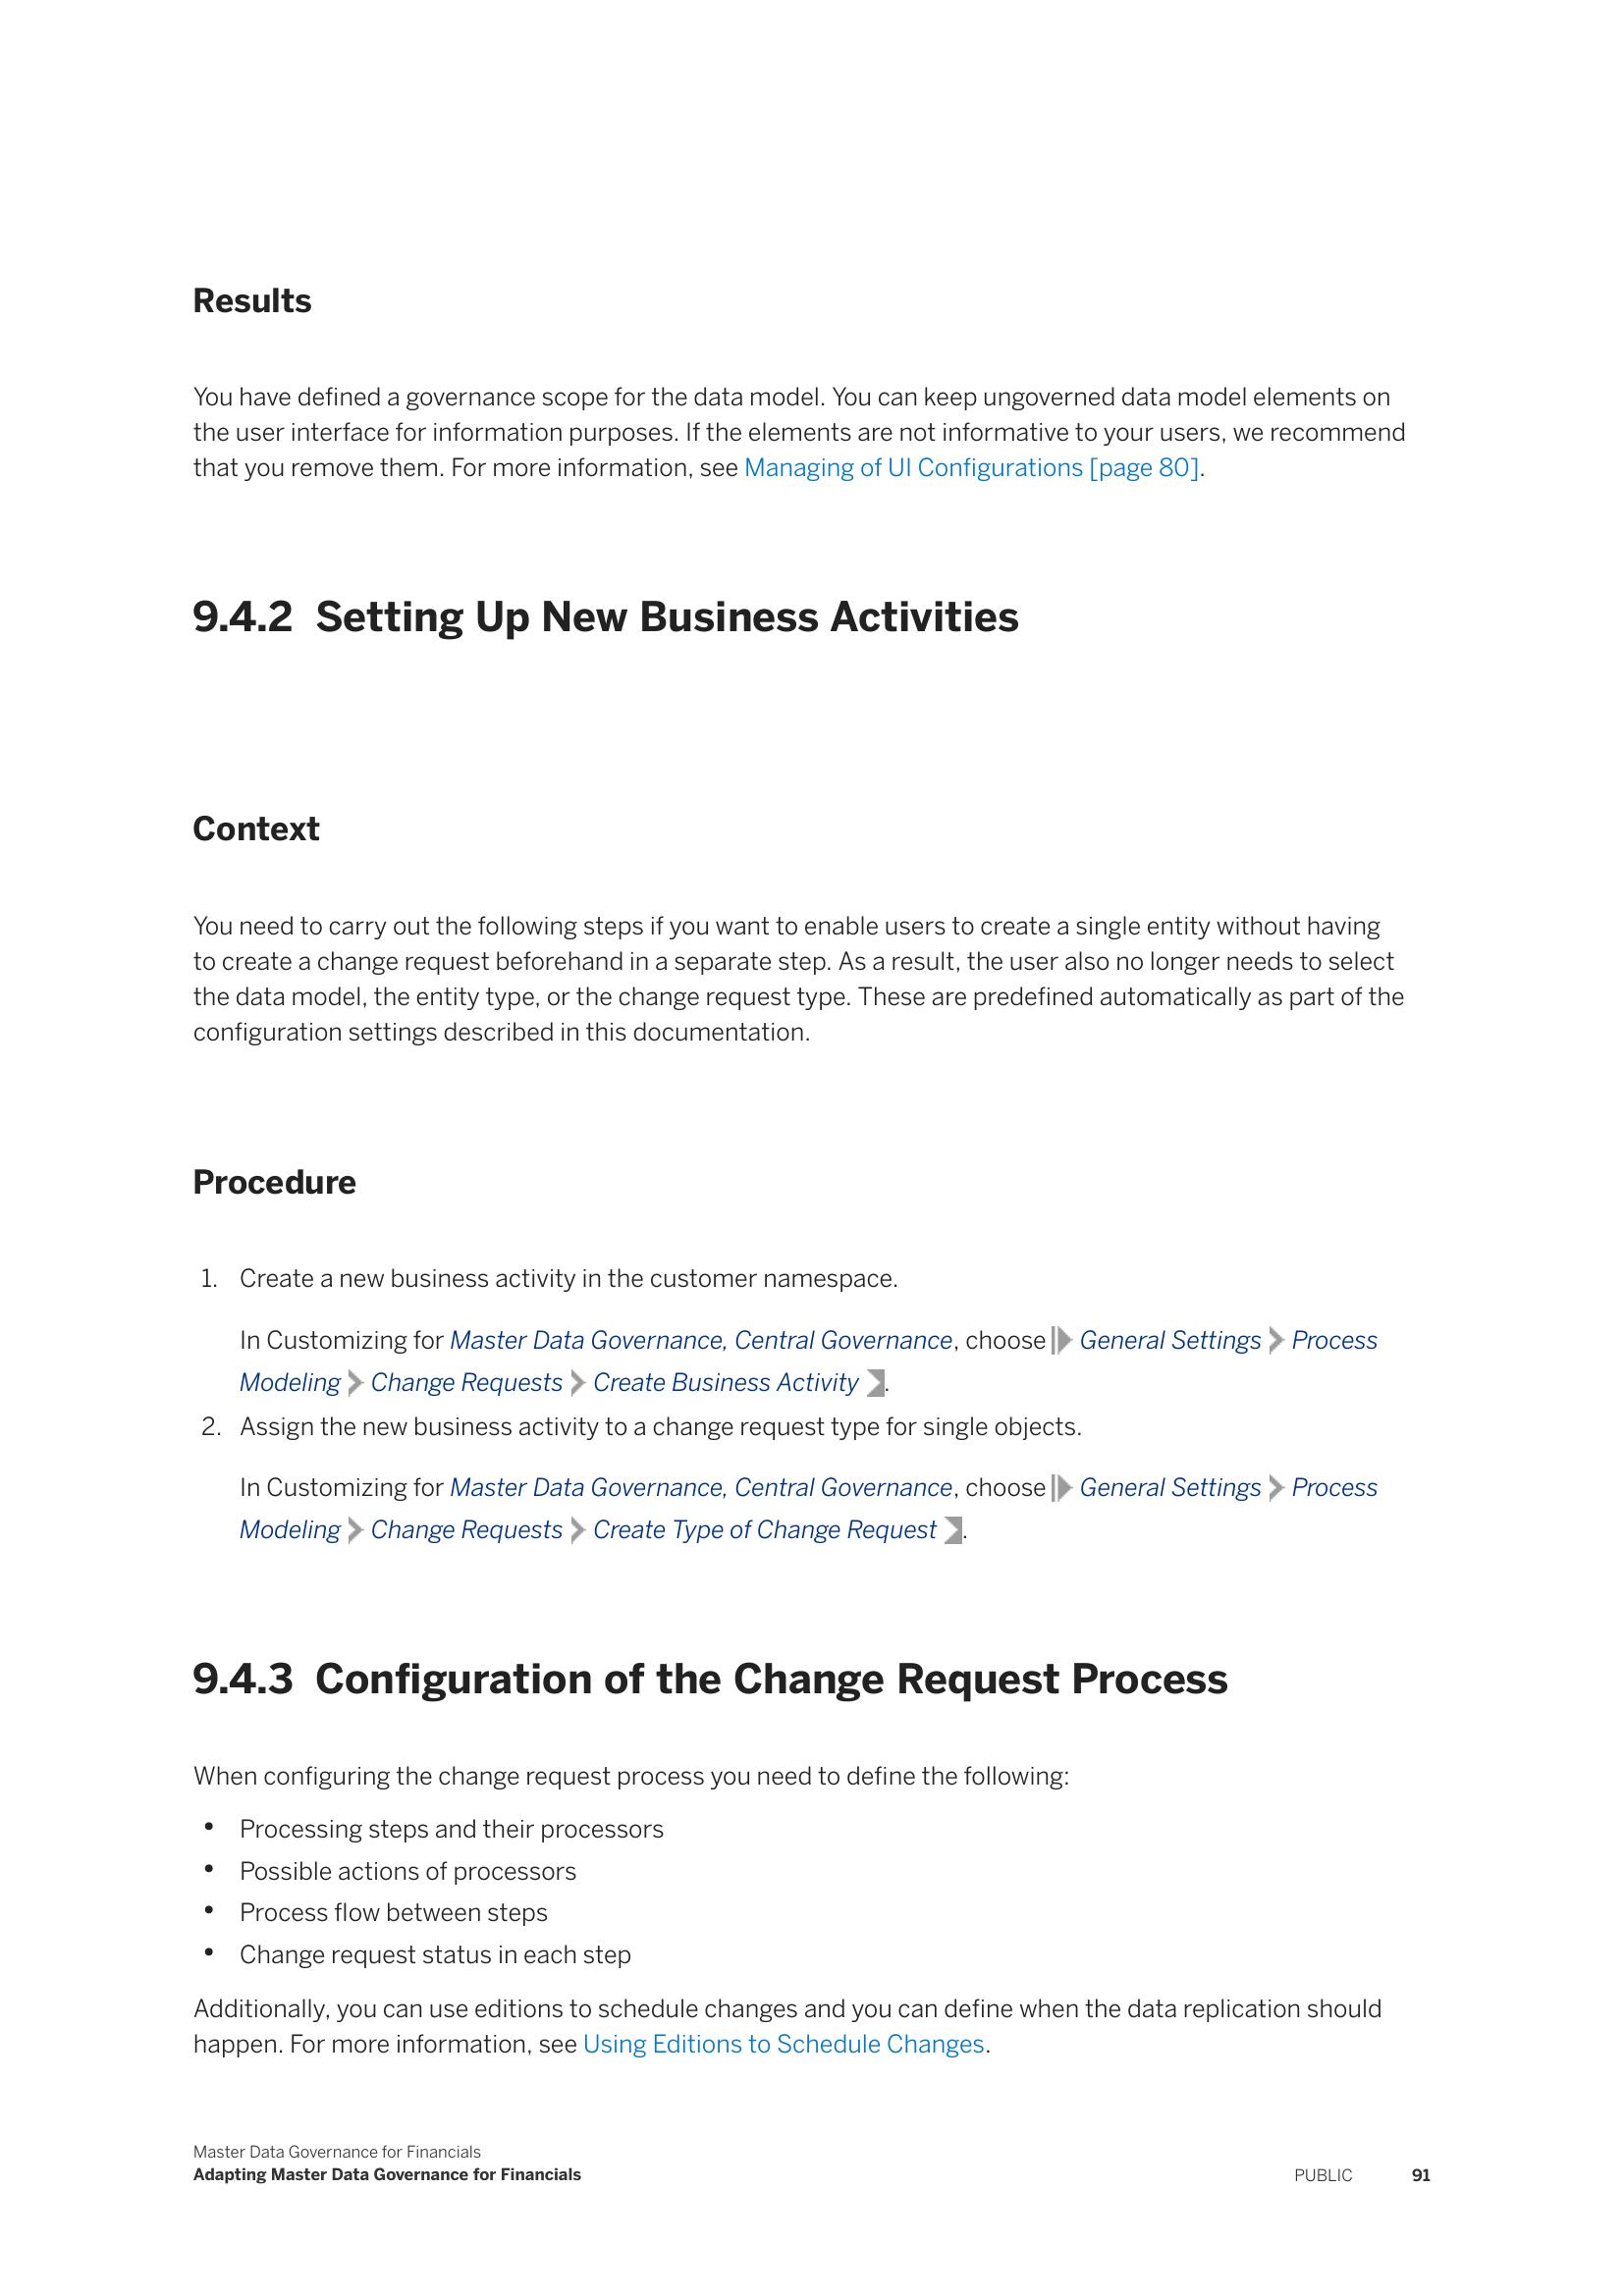 Results
You have defined a governance scope for the data model. You can keep ungoverned data model elements on
the user interface for information purposes. If the elements are not informative to your users, we recommend
that you remove them. For more information, see Managing of UI Configurations [page 80].
9.4.2 Setting Up New Business Activities
Context
You need to carry out the following steps if you want to enable users to create a single entity without having
to create a change request beforehand in a separate step. As a result, the user also no longer needs to select
the data model, the entity type, or the change request type. These are predefined automatically as part of the
configuration settings described in this documentation.
Procedure
1. Create a new business activity in the customer namespace.
In Customizing for Master Data Governance, Central Governance, choose General Settings Process
Modeling Change Requests Create Business Activity .
2. Assign the new business activity to a change request type for single objects.
In Customizing for Master Data Governance, Central Governance, choose General Settings Process
Modeling Change Requests Create Type of Change Request .
9.4.3 Configuration of the Change Request Process
When configuring the change request process you need to define the following:
• Processing steps and their processors
• Possible actions of processors
• Process flow between steps
• Change request status in each step
Additionally, you can use editions to schedule changes and you can define when the data replication should
happen. For more information, see Using Editions to Schedule Changes.
Master Data Governance for Financials
Adapting Master Data Governance for Financials PUBLIC 91